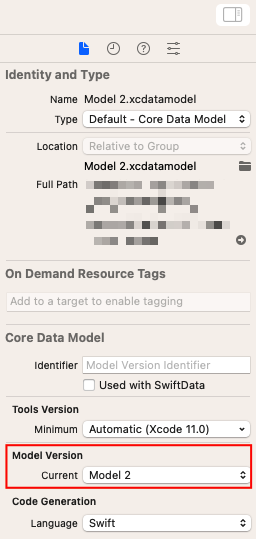 Identity and Type
Name Model 2.xcdatamodel
Type Default - Core Data Model
Location Relative to Group
Model 2.xcdatamodel
Full Path
On Demand Resource Tags
Add to a target to enable tagging
Core Data Model
Identifier Model Version Identifier
Used with SwiftData
Tools Version
Minimum Automatic (Xcode 11.0)
Model Version
Current Model 2
Code Generation
Language Swift